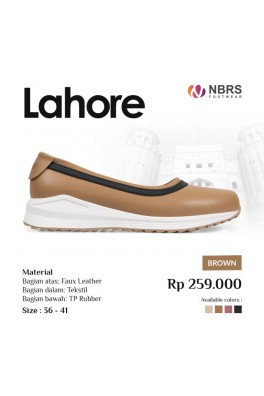 NBRS
FOOTWEAR
Lahore
BROWN
Material
Bagian atas: Faux Leather
Bagian dalam: Tekstil
Bagian bawah: TP Rubber
Size : 36 - 41
Rp 259.000
Available colors :